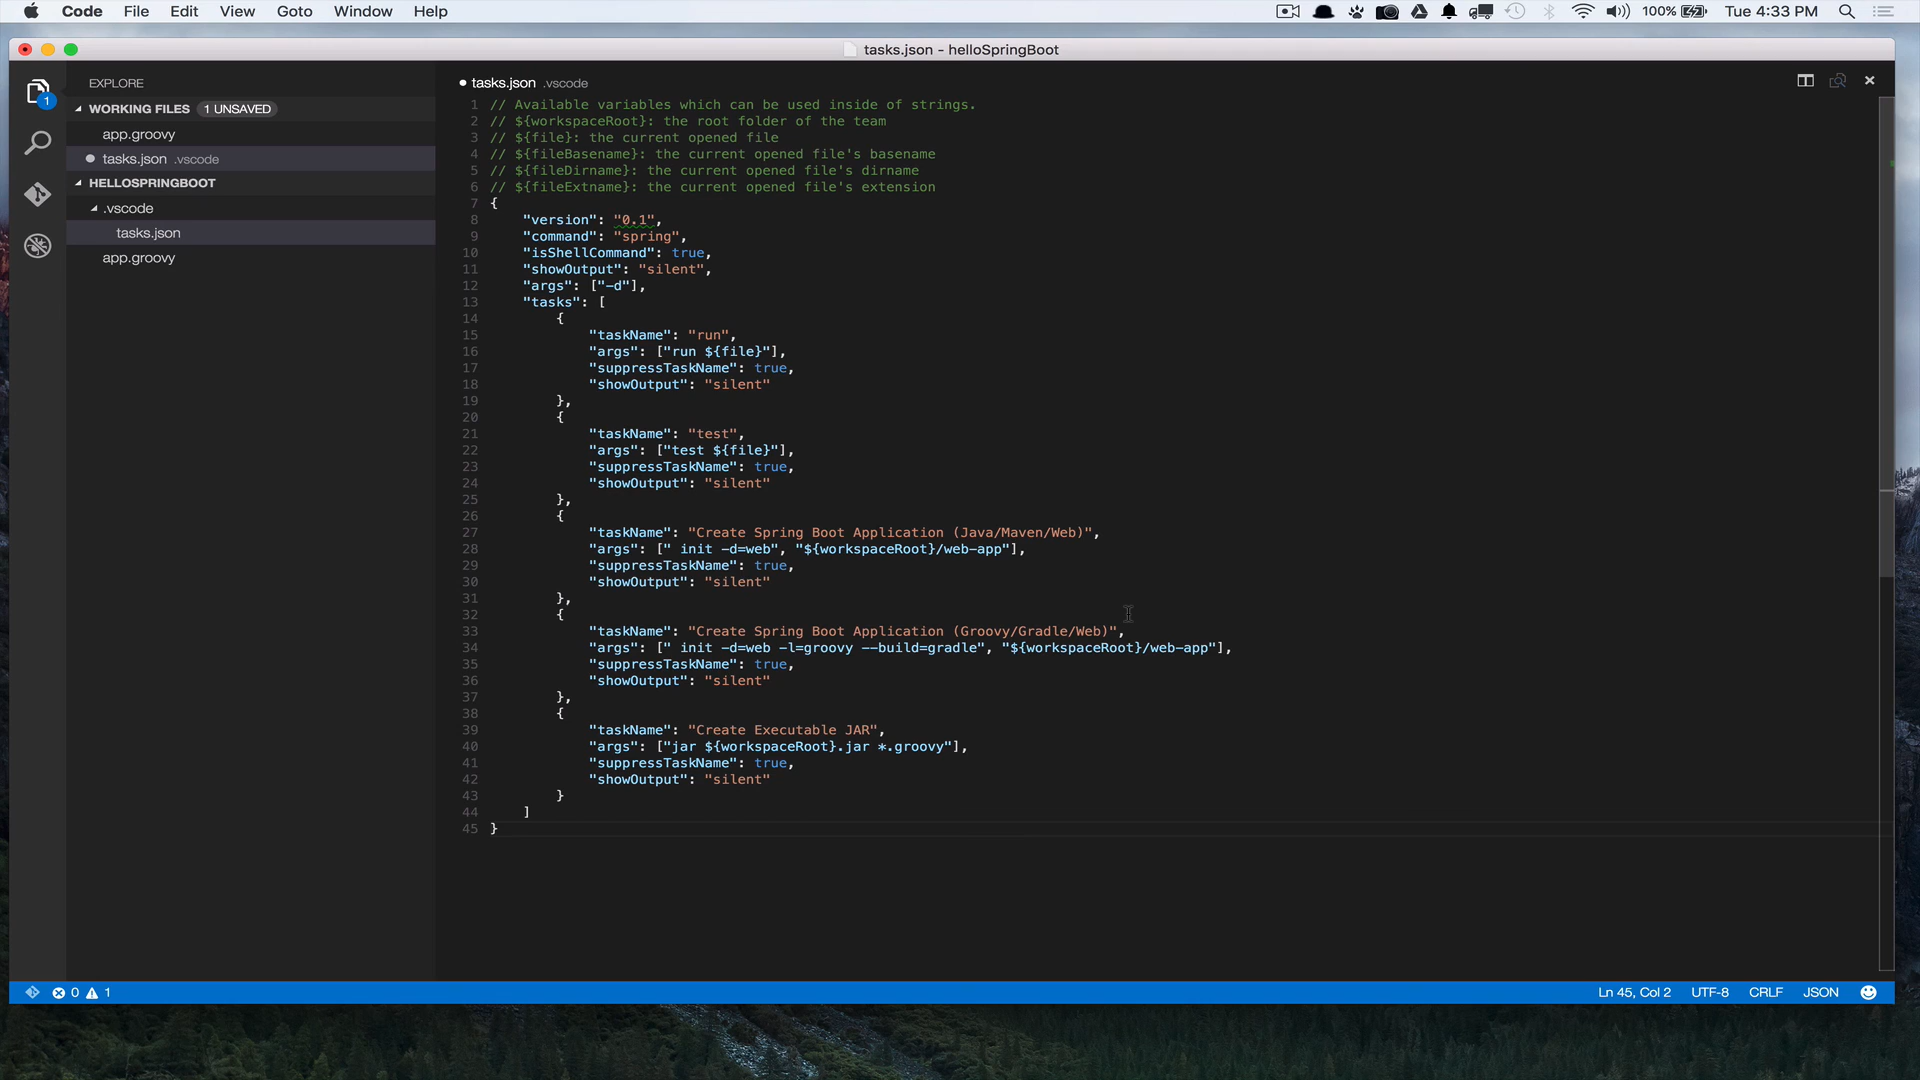 Code File Edit View Goto Window Help 100% Tue 4:33 PM
tasks.json - helloSpringBoot
EXPLORE
WORKING FILES 1 UNSAVED
app.groovy
tasks.json .vscode
HELLOSPRINGBOOT
.vscode
tasks.json
app.groovy
1
tasks.json .vscode
1 // Available variables which can be used inside of strings.
2 // ${workspaceRoot}: the root folder of the team
3 // ${file}: the current opened file
4 // ${fileBasename}: the current opened file's basename
5 // ${fileDirname}: the current opened file's dirname
6 // ${fileExtname}: the current opened file's extension
7 {
8 "version": "0.1",
9 "command": "spring",
10 "isShellCommand": true,
11 "showOutput": "silent",
12 "args": ["-d"],
13 "tasks": [
14 {
15 "taskName": "run",
16 "args": ["run ${file}"],
17 "suppressTaskName": true,
18 "showOutput": "silent"
19 },
20 {
21 "taskName": "test",
22 "args": ["test ${file}"],
23 "suppressTaskName": true,
24 "showOutput": "silent"
25 },
26 {
27 "taskName": "Create Spring Boot Application (Java/Maven/Web)",
28 "args": [" init -d=web", "${workspaceRoot}/web-app"],
29 "suppressTaskName": true,
30 "showOutput": "silent"
31 },
32 {
33 "taskName": "Create Spring Boot Application (Groovy/Gradle/Web)",
34 "args": [" init -d=web -l=groovy --build=gradle", "${workspaceRoot}/web-app"],
35 "suppressTaskName": true,
36 "showOutput": "silent"
37 },
38 {
39 "taskName": "Create Executable JAR",
40 "args": ["jar ${workspaceRoot}.jar *.groovy"],
41 "suppressTaskName": true,
42 "showOutput": "silent"
43 }
44 ]
45 }
0 1 Ln 45, Col 2 UTF-8 CRLF JSON